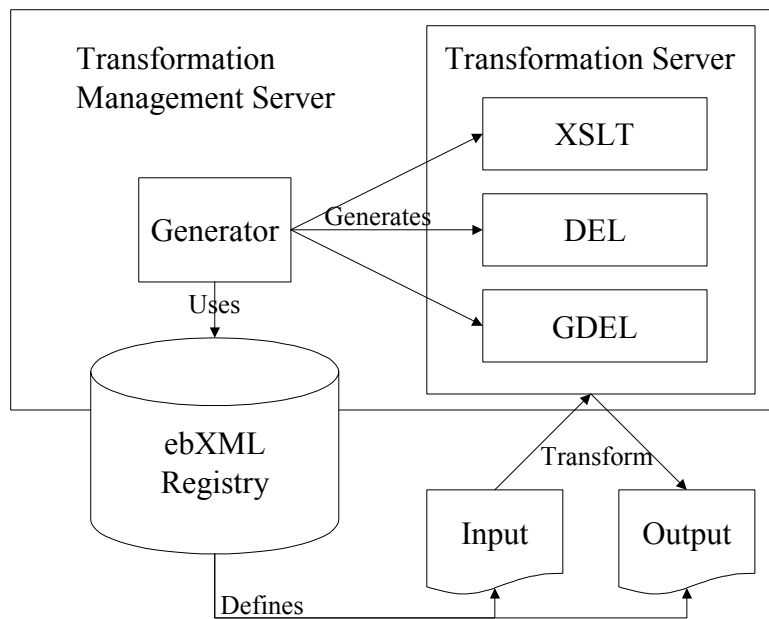 Transformation
Management Server
Transformation Server
XSLT
Generator
Generates
DEL
Uses
GDEL
ebXML
Registry
Transform
Input
Output
Defines